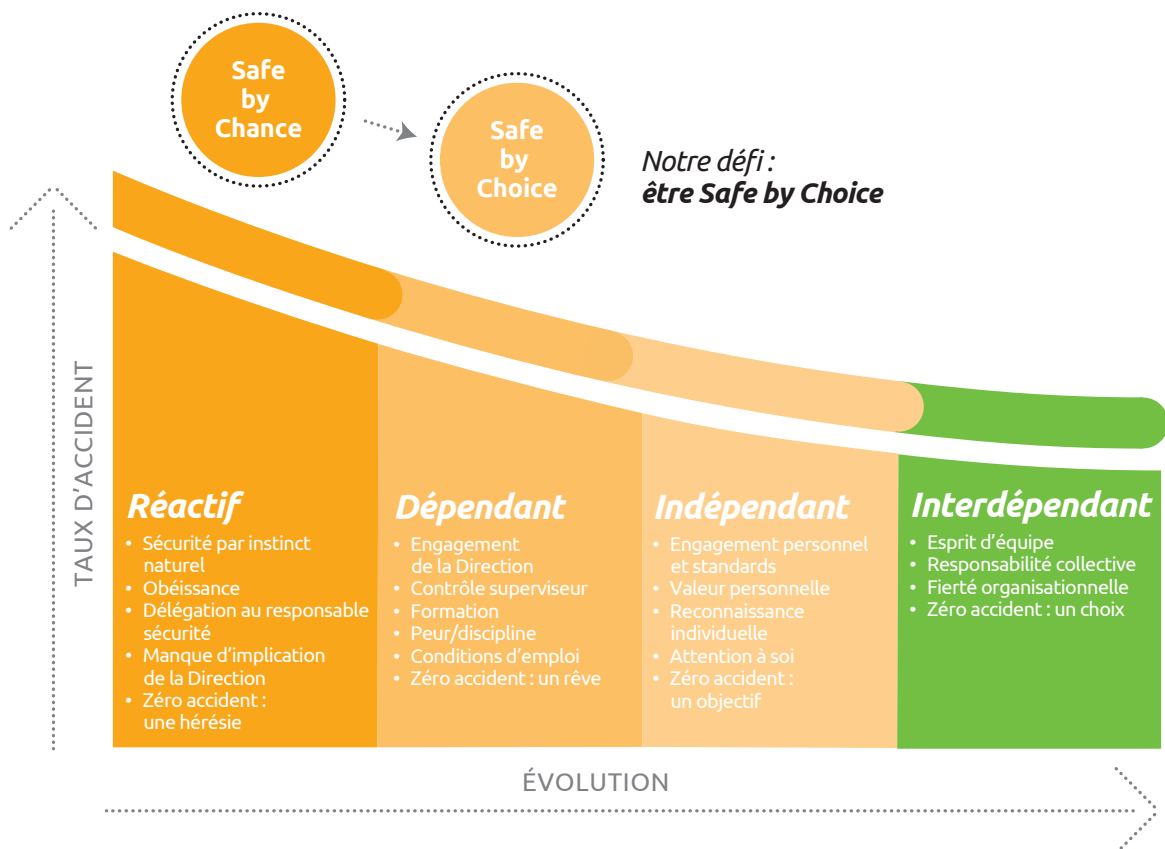 Safe
by
Chance
Safe
by
Choice
Notre défi :
être Safe by Choice
TAUX D'ACCIDENT
Réactif
• Sécurité par instinct
naturel
• Obéissance
• Délégation au responsable
sécurité
• Manque d'implication
de la Direction
• Zéro accident :
une hérésie
Dépendant
• Engagement
de la Direction
• Contrôle superviseur
• Formation
• Peur/discipline
• Conditions d'emploi
• Zéro accident : un rêve
Indépendant
• Engagement personnel
et standards
• Valeur personnelle
• Reconnaissance
individuelle
• Attention à soi
• Zéro accident :
un objectif
Interdépendant
• Esprit d'équipe
• Responsabilité collective
• Fierté organisationnelle
• Zéro accident : un choix
ÉVOLUTION